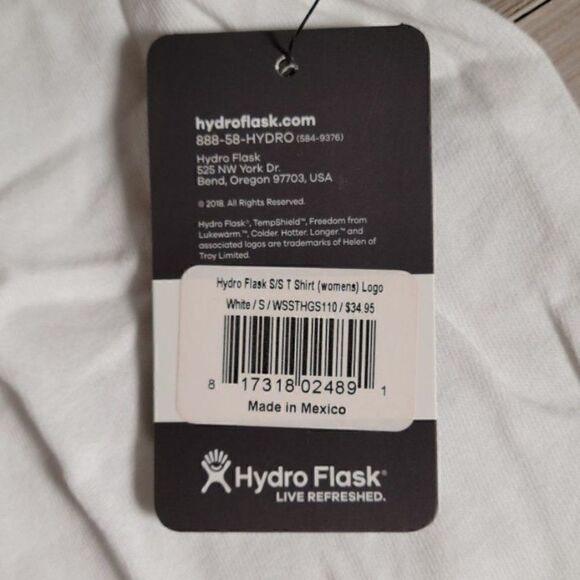 hydroflask.com
888-58-HYDRO (584-9376)
Hydro Flask
525 NW York Dr.
Bend, Oregon 97703, USA
© 2018. All Rights Reserved.
Hydro Flask®, TempShield™, Freedom from
Lukewarm.™, Colder. Hotter. Longer.™ and
associated logos are trademarks of Helen of
Troy Limited.
Hydro Flask S/S T Shirt (womens) Logo
White / S / WSSTHGS110 / $34.95
8 17318 02489 1
Made in Mexico
Hydro Flask®
LIVE REFRESHED.